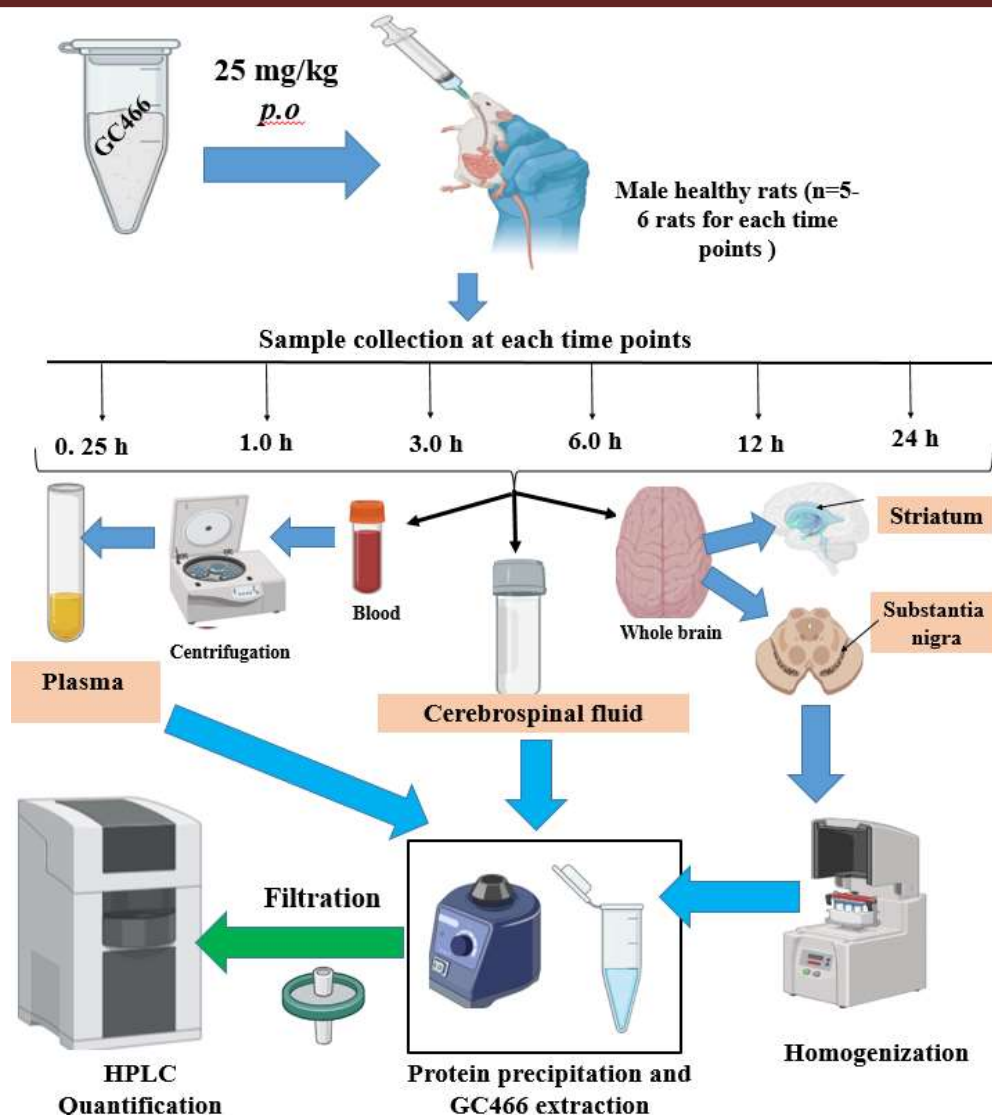 GC466
25 mg/kg
p.o
Male healthy rats (n=5-
6 rats for each time
points )
Sample collection at each time points
0. 25 h
1.0 h
3.0 h
6.0 h
12 h
24 h
Striatum
Blood
Whole brain
Substantia
nigra
Centrifugation
Plasma
Cerebrospinal fluid
Filtration
Homogenization
HPLC
Quantification
Protein precipitation and
GC466 extraction